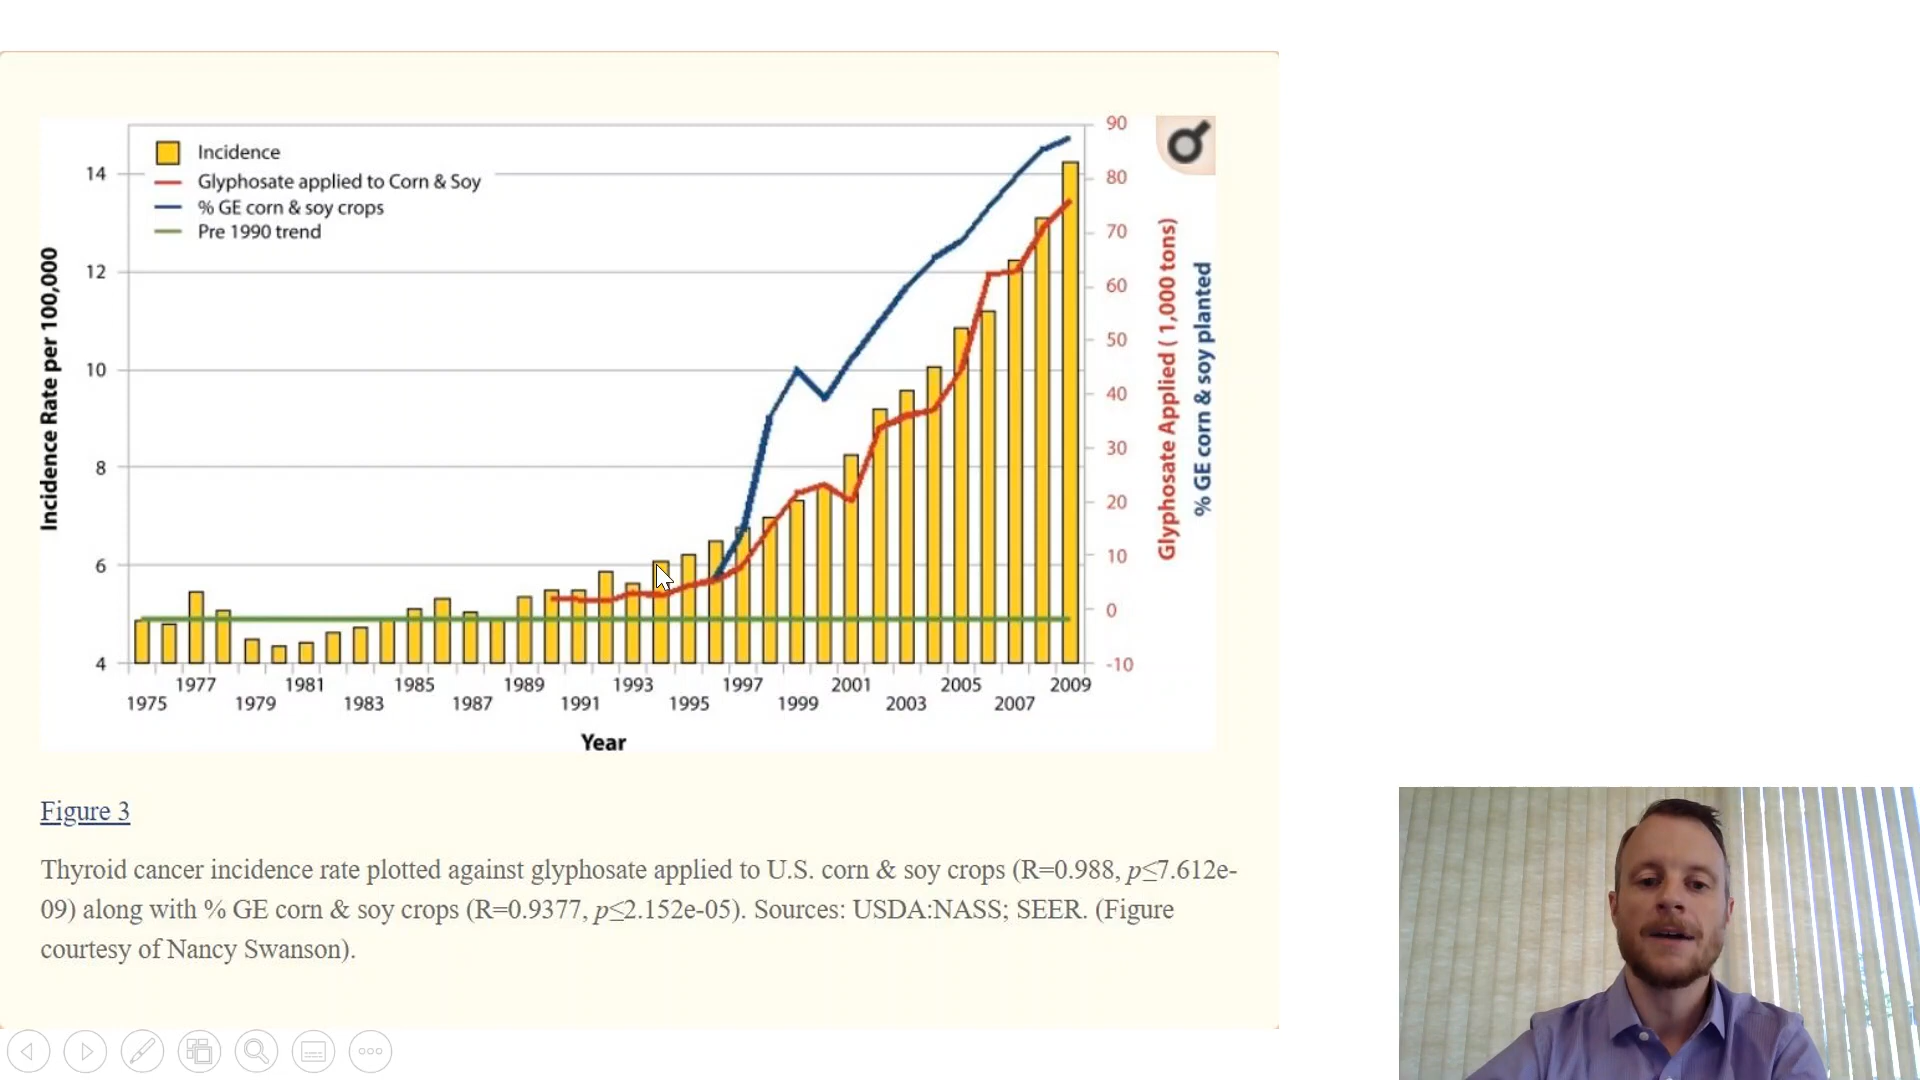 Incidence
Glyphosate applied to Corn & Soy
% GE corn & soy crops
Pre 1990 trend
Incidence Rate per 100,000
14
12
10
8
6
4
90
80
70
60
50
40
30
20
10
0
-10
Glyphosate Applied ( 1,000 tons)
% GE corn & soy planted
1977 1981 1985 1989 1993 1997 2001 2005 2009
1975 1979 1983 1987 1991 1995 1999 2003 2007
Year
Figure 3
Thyroid cancer incidence rate plotted against glyphosate applied to U.S. corn & soy crops (R=0.988, p≤7.612e-
09) along with % GE corn & soy crops (R=0.9377, p≤2.152e-05). Sources: USDA:NASS; SEER. (Figure
courtesy of Nancy Swanson).